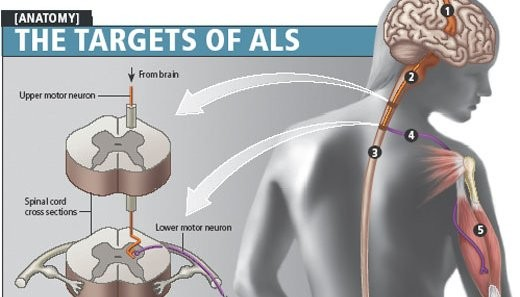 [ANATOMY]
THE TARGETS OF ALS
1
From brain
Upper motor neuron
2
3
4
Spinal cord
cross sections
Lower motor neuron
5